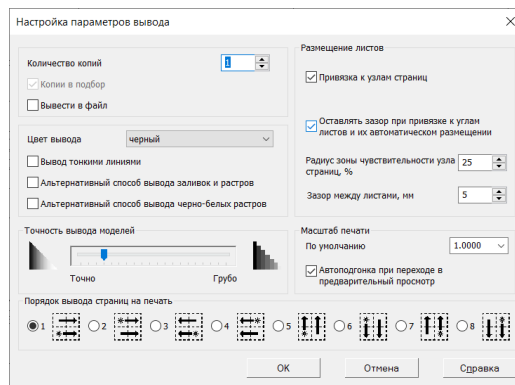 Настройка параметров вывода
Количество копий
1
Копии в подбор
Вывести в файл
Цвет вывода
черный
Вывод тонкими линиями
Альтернативный способ вывода заливок и растров
Альтернативный способ вывода черно-белых растров
Точность вывода моделей
Точно
Грубо
Размещение листов
Привязка к узлам страниц
Оставлять зазор при привязке к углам
листов и их автоматическом размещении
Радиус зоны чувствительности узла
страниц, %
25
Зазор между листами, мм
5
Масштаб печати
По умолчанию
1.0000
Автоподгонка при переходе в
предварительный просмотр
Порядок вывода страниц на печать
1 2 3 4 5 6 7 8
OK Отмена Справка